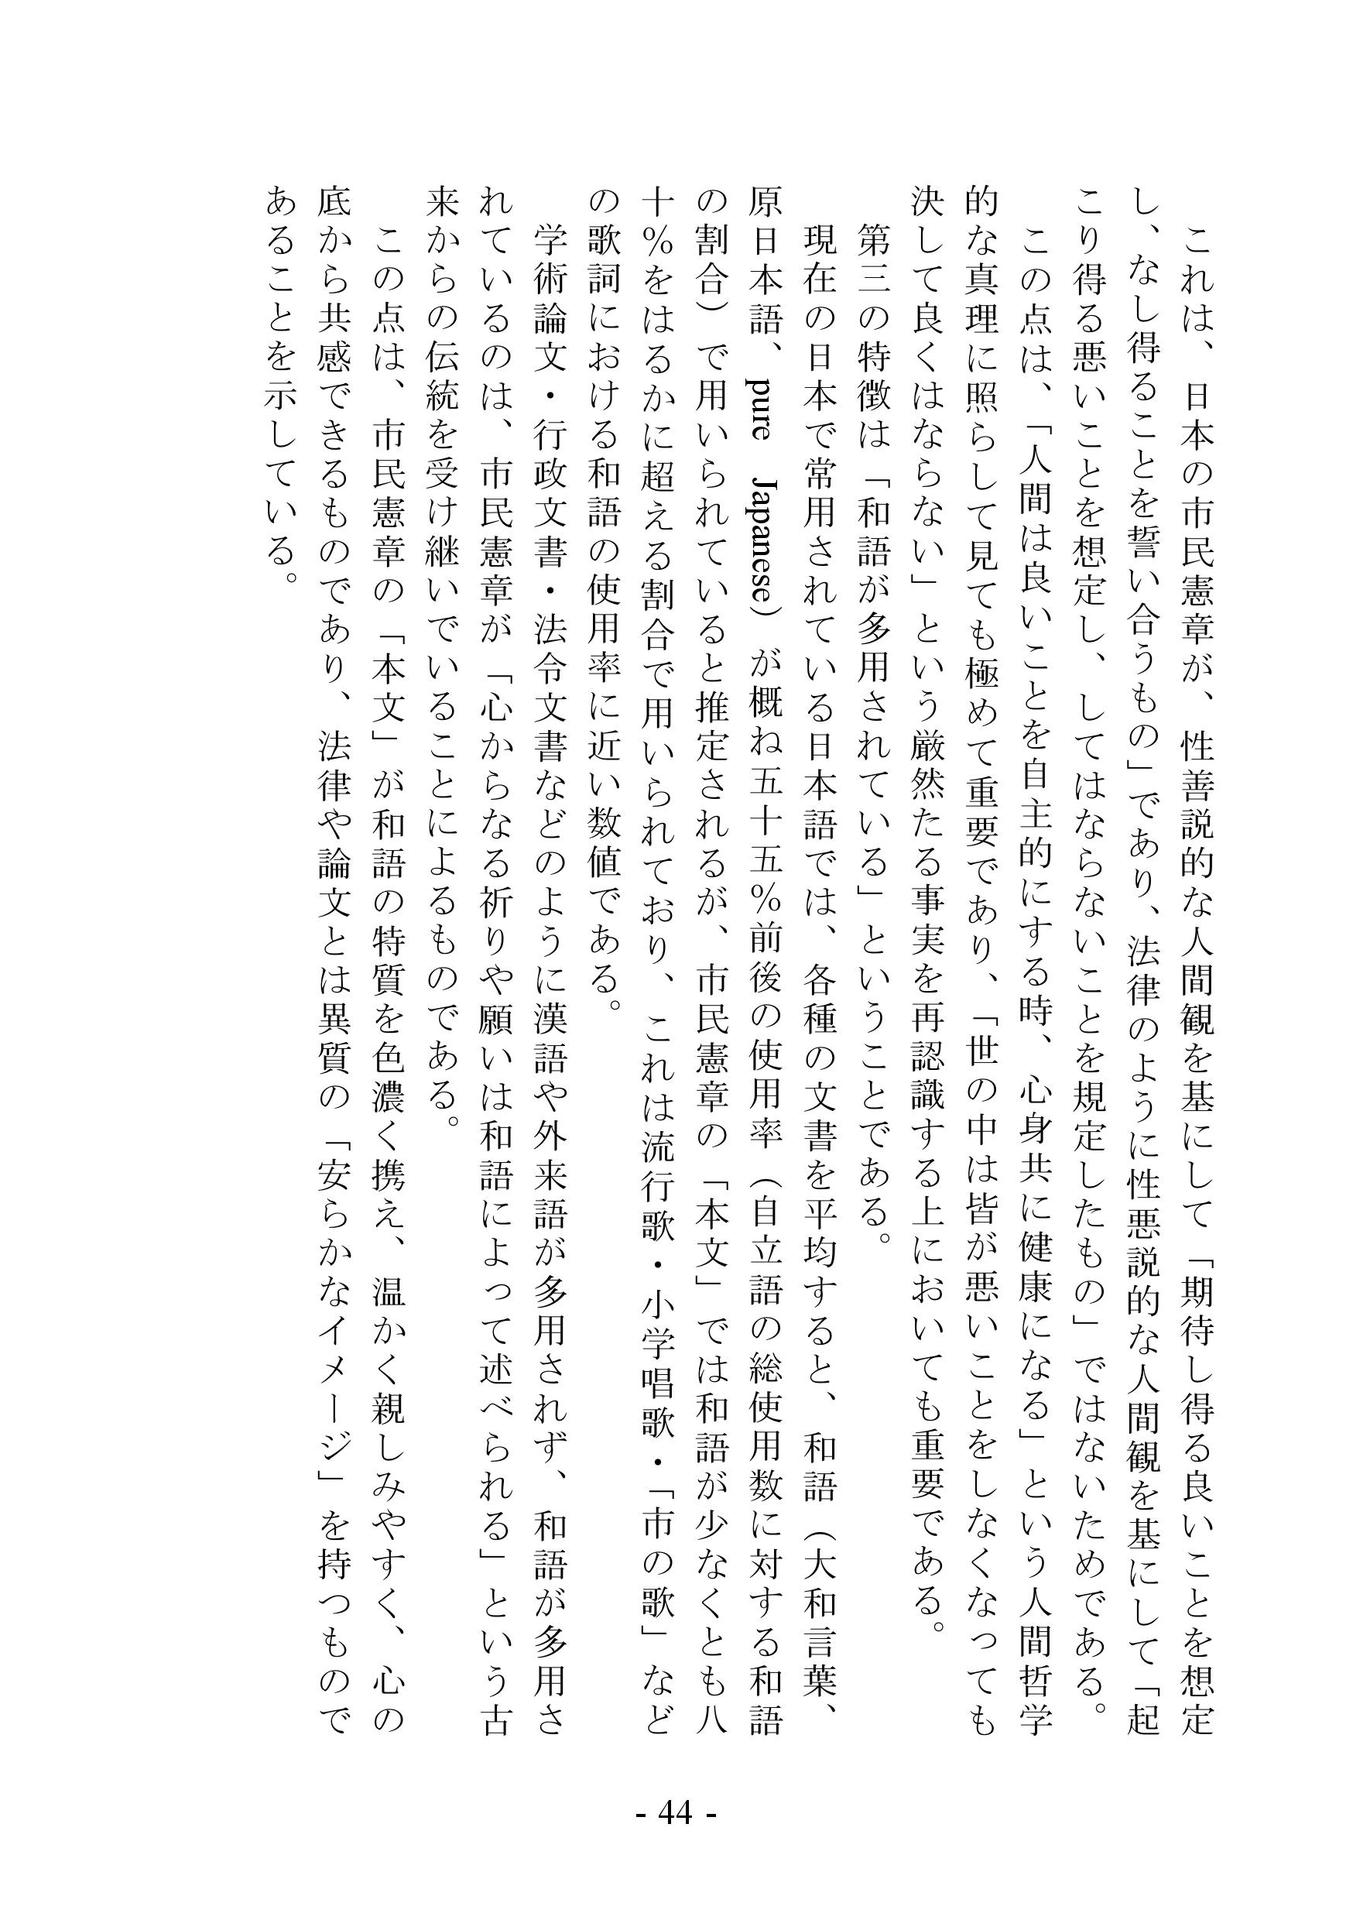 これは、日本の市民憲章が、性善説的な人間観を基にして「期待し得る良いことを想定
し、なし得ることを誓い合うもの」であり、法律のように性悪説的な人間観を基にして「起
こり得る悪いことを想定し、してはならないことを規定したもの」ではないためである。
　この点は、「人間は良いことを自主的にする時、心身共に健康になる」という人間哲学
的な真理に照らして見ても極めて重要であり、「世の中は皆が悪いことをしなくなっても
決して良くはならない」という厳然たる事実を再認識する上においても重要である。
　第三の特徴は「和語が多用されている」ということである。
　現在の日本で常用されている日本語では、各種の文書を平均すると、和語（大和言葉、
原日本語、pure Japanese）が概ね五十五％前後の使用率（自立語の総使用数に対する和語
の割合）で用いられていると推定されるが、市民憲章の「本文」では和語が少なくとも八
十％をはるかに超える割合で用いられており、これは流行歌・小学唱歌・「市の歌」など
の歌詞における和語の使用率に近い数値である。
　学術論文・行政文書・法令文書などのように漢語や外来語が多用されず、和語が多用さ
れているのは、市民憲章が「心からなる祈りや願いは和語によって述べられる」という古
来からの伝統を受け継いでいることによるものである。
　この点は、市民憲章の「本文」が和語の特質を色濃く携え、温かく親しみやすく、心の
底から共感できるものであり、法律や論文とは異質の「安らかなイメージ」を持つもので
あることを示している。
- 44 -